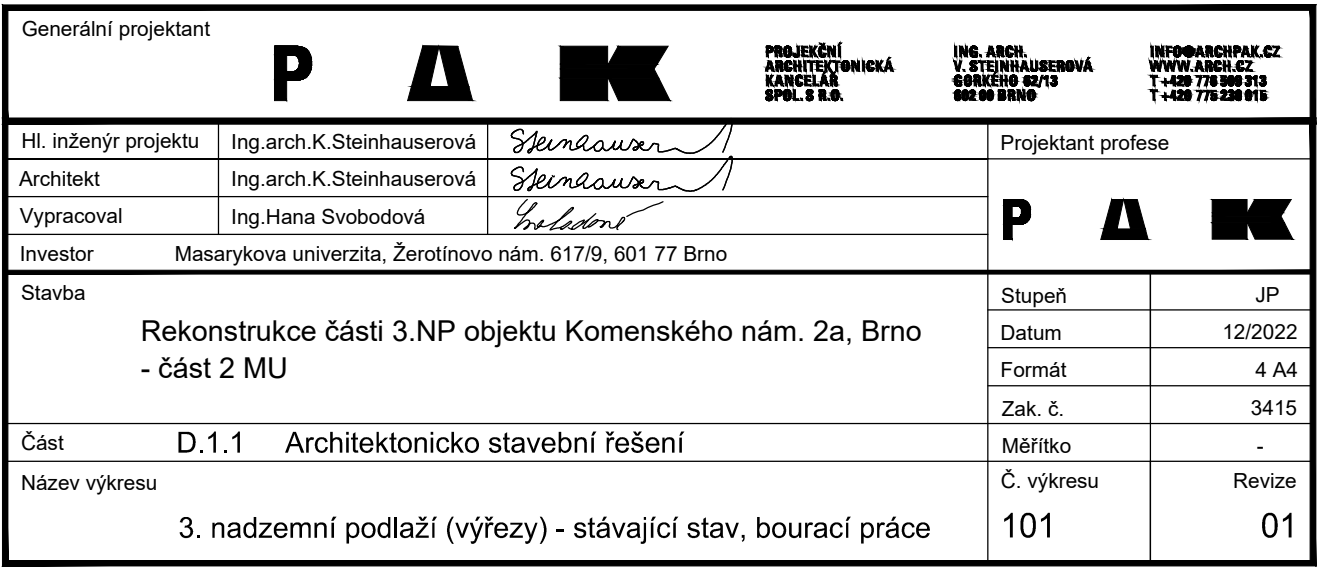 Generální projektant
PAK
PROJEKČNÍ
ARCHITEKTONICKÁ
KANCELÁŘ
SPOL. S R.O.
ING. ARCH.
V. STEINHAUSEROVÁ
GORKÉHO 62/13
602 00 BRNO
INFO@ARCHPAK.CZ
WWW.ARCH.CZ
Hl. inženýr projektu Ing.arch.K.Steinhauserová Steinhauser
Projektant profese
Architekt Ing.arch.K.Steinhauserová Steinhauser
Vypracoval Ing.Hana Svobodová
PAK
Investor Masarykova univerzita, Žerotínovo nám. 617/9, 601 77 Brno
Stavba
Rekonstrukce části 3.NP objektu Komenského nám. 2a, Brno
- část 2 MU
Stupeň JP
Datum 12/2022
Formát 4 A4
Zak. č. 3415
Část D.1.1 Architektonicko stavební řešení
Měřítko -
Název výkresu
3. nadzemní podlaží (výřezy) - stávající stav, bourací práce
Č. výkresu Revize
101 01